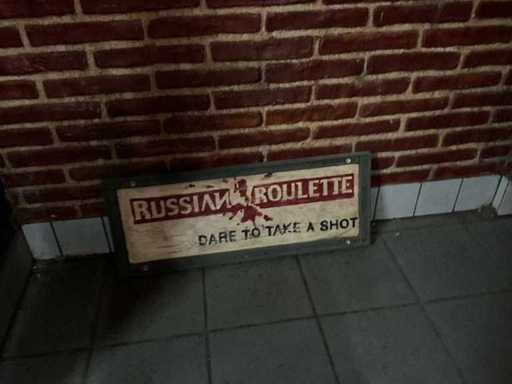 RUSSIAN ROULETTE
DARE TO TAKE A SHOT